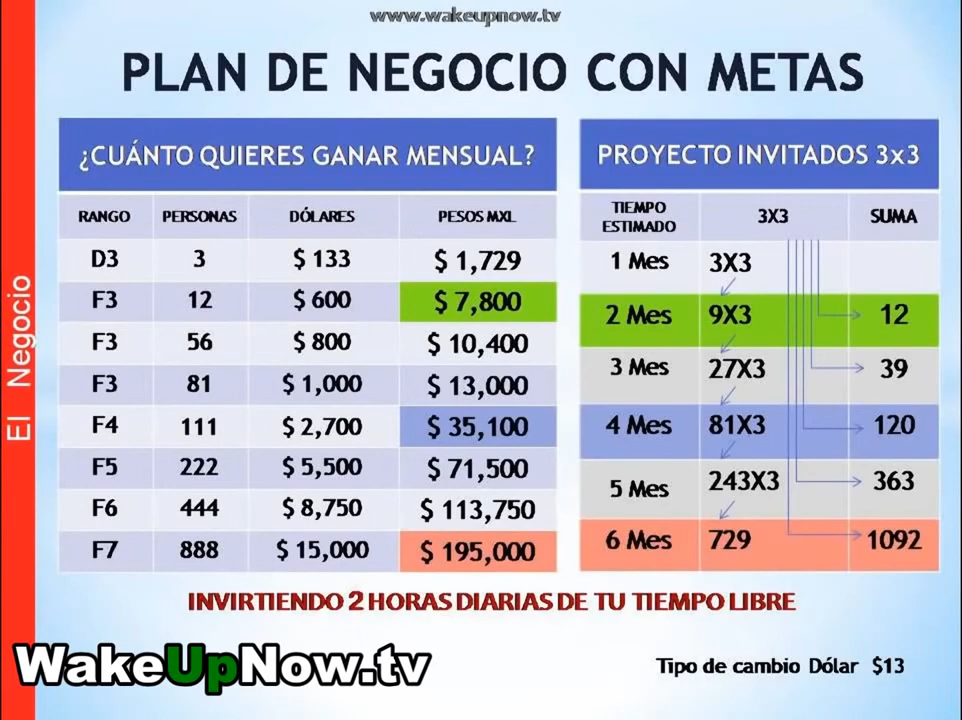 www.wakeupnow.tv
PLAN DE NEGOCIO CON METAS
El Negocio
¿CUÁNTO QUIERES GANAR MENSUAL?
RANGO PERSONAS DÓLARES PESOS MXL
D3 3 $ 133 $ 1,729
F3 12 $ 600 $ 7,800
F3 56 $ 800 $ 10,400
F3 81 $ 1,000 $ 13,000
F4 111 $ 2,700 $ 35,100
F5 222 $ 5,500 $ 71,500
F6 444 $ 8,750 $ 113,750
F7 888 $ 15,000 $ 195,000
PROYECTO INVITADOS 3x3
TIEMPO
ESTIMADO 3X3 SUMA
1 Mes 3X3
2 Mes 9X3 12
3 Mes 27X3 39
4 Mes 81X3 120
5 Mes 243X3 363
6 Mes 729 1092
INVIRTIENDO 2 HORAS DIARIAS DE TU TIEMPO LIBRE
WakeUpNow.tv
Tipo de cambio Dólar $13